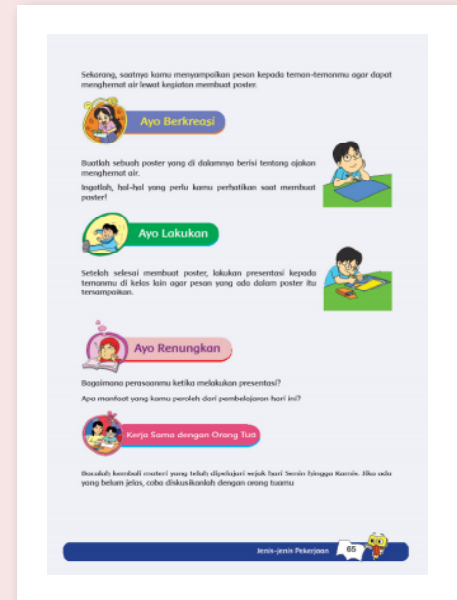 Sekarang, saatnya kamu menyampaikan pesan kepada teman-temanmu agar dapat
menghemat air lewat kegiatan membuat poster.
Ayo Berkreasi
Buatlah sebuah poster yang di dalamnya berisi tentang ajakan
menghemat air.
Ingatlah, hal-hal yang perlu kamu perhatikan saat membuat
poster!
Ayo Lakukan
Setelah selesai membuat poster, lakukan presentasi kepada
temanmu di kelas lain agar pesan yang ada dalam poster itu
tersampaikan.
Ayo Renungkan
Bagaimana perasaanmu ketika melakukan presentasi?
Apa manfaat yang kamu peroleh dari pembelajaran hari ini?
Kerja Sama dengan Orang Tua
Bacalah kembali materi yang telah dipelajari sejak hari Senin hingga Kamis. Jika ada
yang belum jelas, coba diskusikanlah dengan orang tuamu
Jenis-jenis Pekerjaan 65